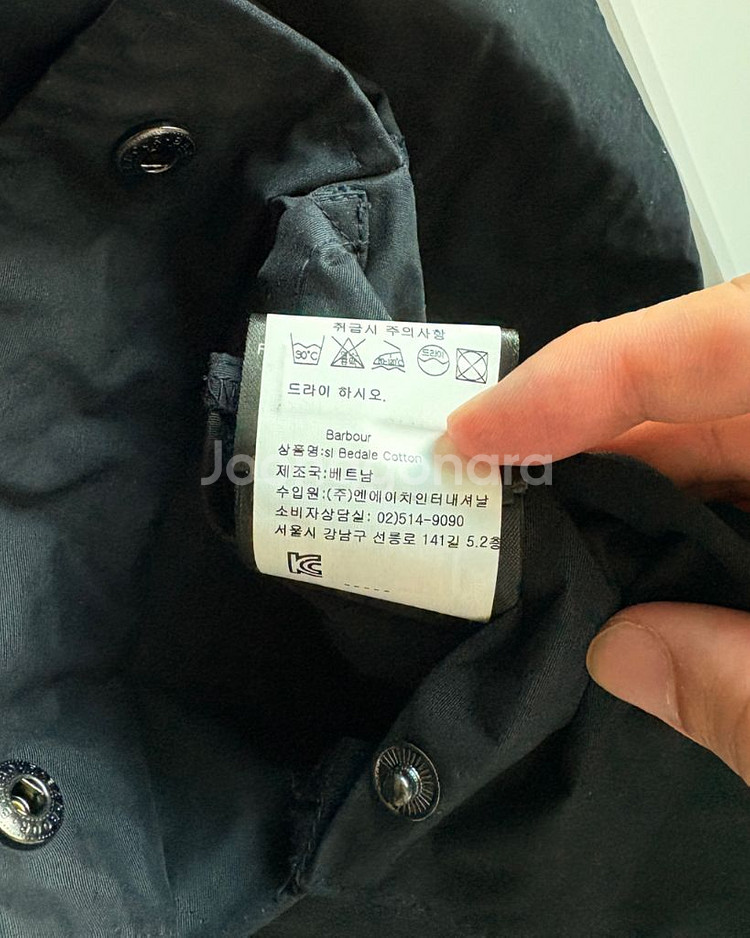 취급시 주의사항
30°C 드라이
드라이 하시오.
Barbour
상품명:sl Bedale Cotton
제조국:베트남
수입원:(주)엔에이치인터내셔날
소비자상담실: 02)514-9090
서울시 강남구 선릉로 141길 5.2층
KC
Joonggonara